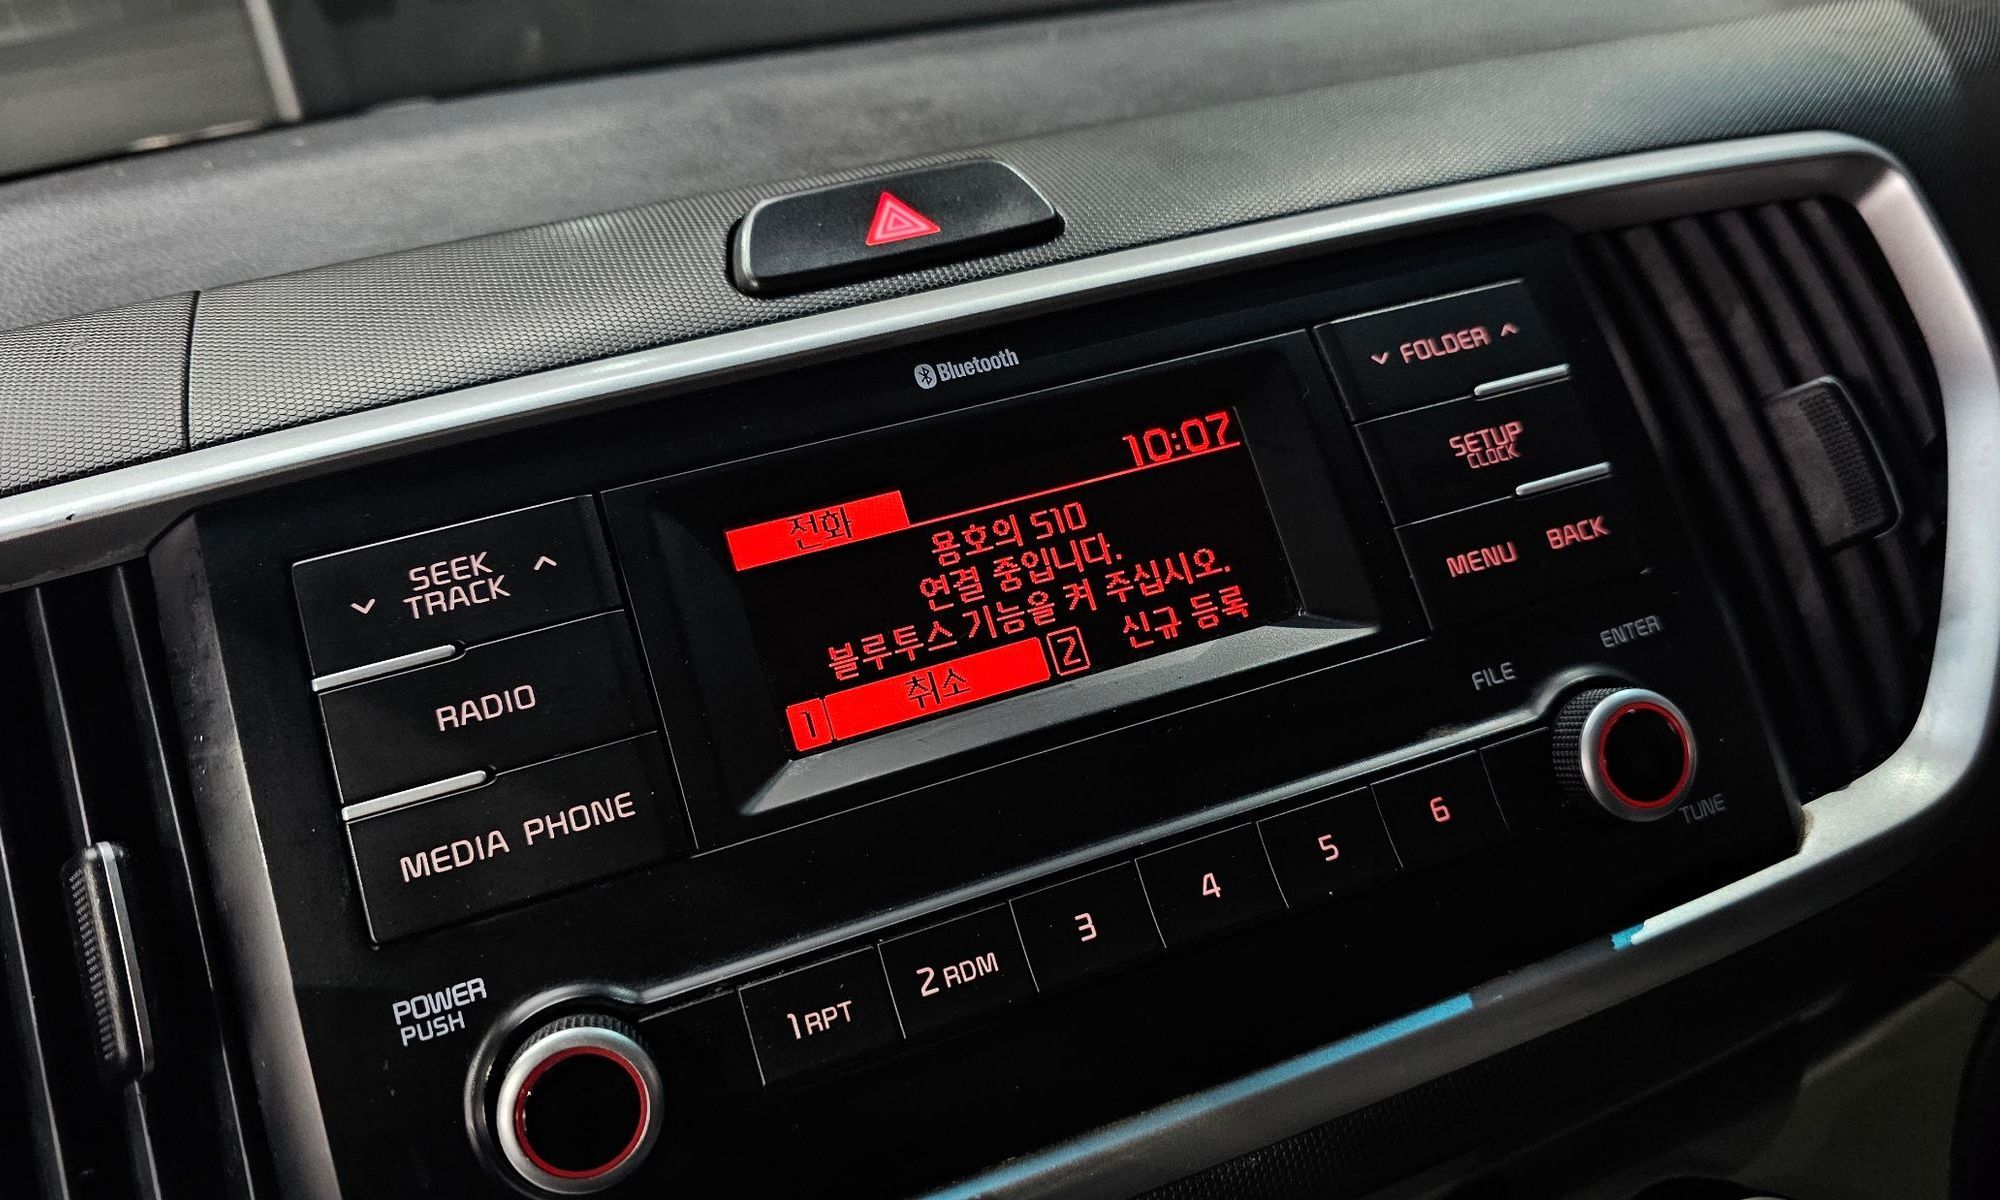 Bluetooth
10:07
전화
용호의 S10
연결 중입니다.
블루투스 기능을 켜 주십시오.
1 취소 2 신규 등록
SEEK
TRACK
RADIO
MEDIA PHONE
FOLDER
SETUP
CLOCK
MENU BACK
ENTER
FILE
TUNE
POWER
PUSH
1 RPT
2 RDM
3
4
5
6